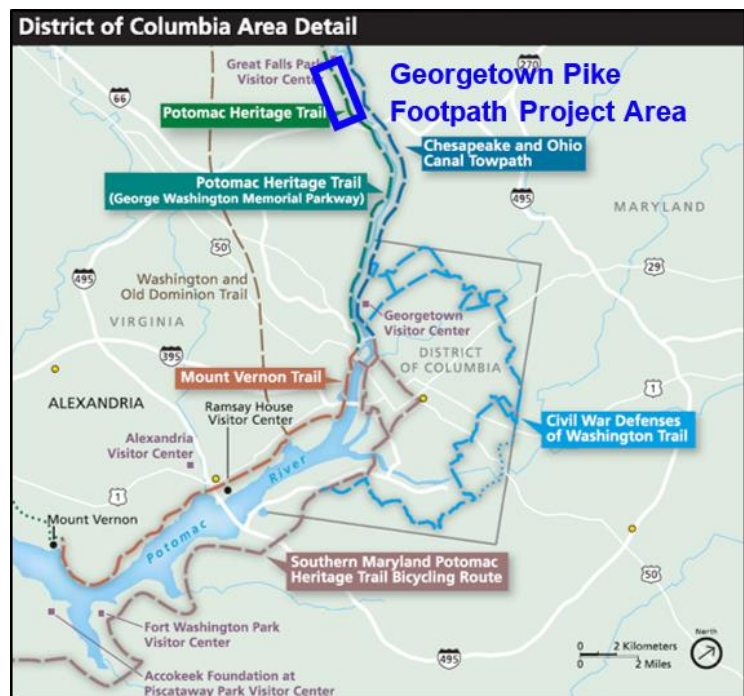 District of Columbia Area Detail
Great Falls Park
Visitor Center
Georgetown Pike
Footpath Project Area
270
66
Potomac Heritage Trail
Chesapeake and Ohio
Canal Towpath
Potomac Heritage Trail
(George Washington Memorial Parkway)
495
MARYLAND
50
29
Washington and
Old Dominion Trail
495
VIRGINIA
Georgetown
Visitor Center
395
DISTRICT
OF COLUMBIA
Mount Vernon Trail
1
ALEXANDRIA
Ramsay House
Visitor Center
Civil War Defenses
of Washington Trail
Alexandria
Visitor Center
River
1
Mount Vernon
Potomac
Southern Maryland Potomac
Heritage Trail Bicycling Route
50
Fort Washington Park
Visitor Center
North
0 2 Kilometers
0 2 Miles
495
Accokeek Foundation at
Piscataway Park Visitor Center